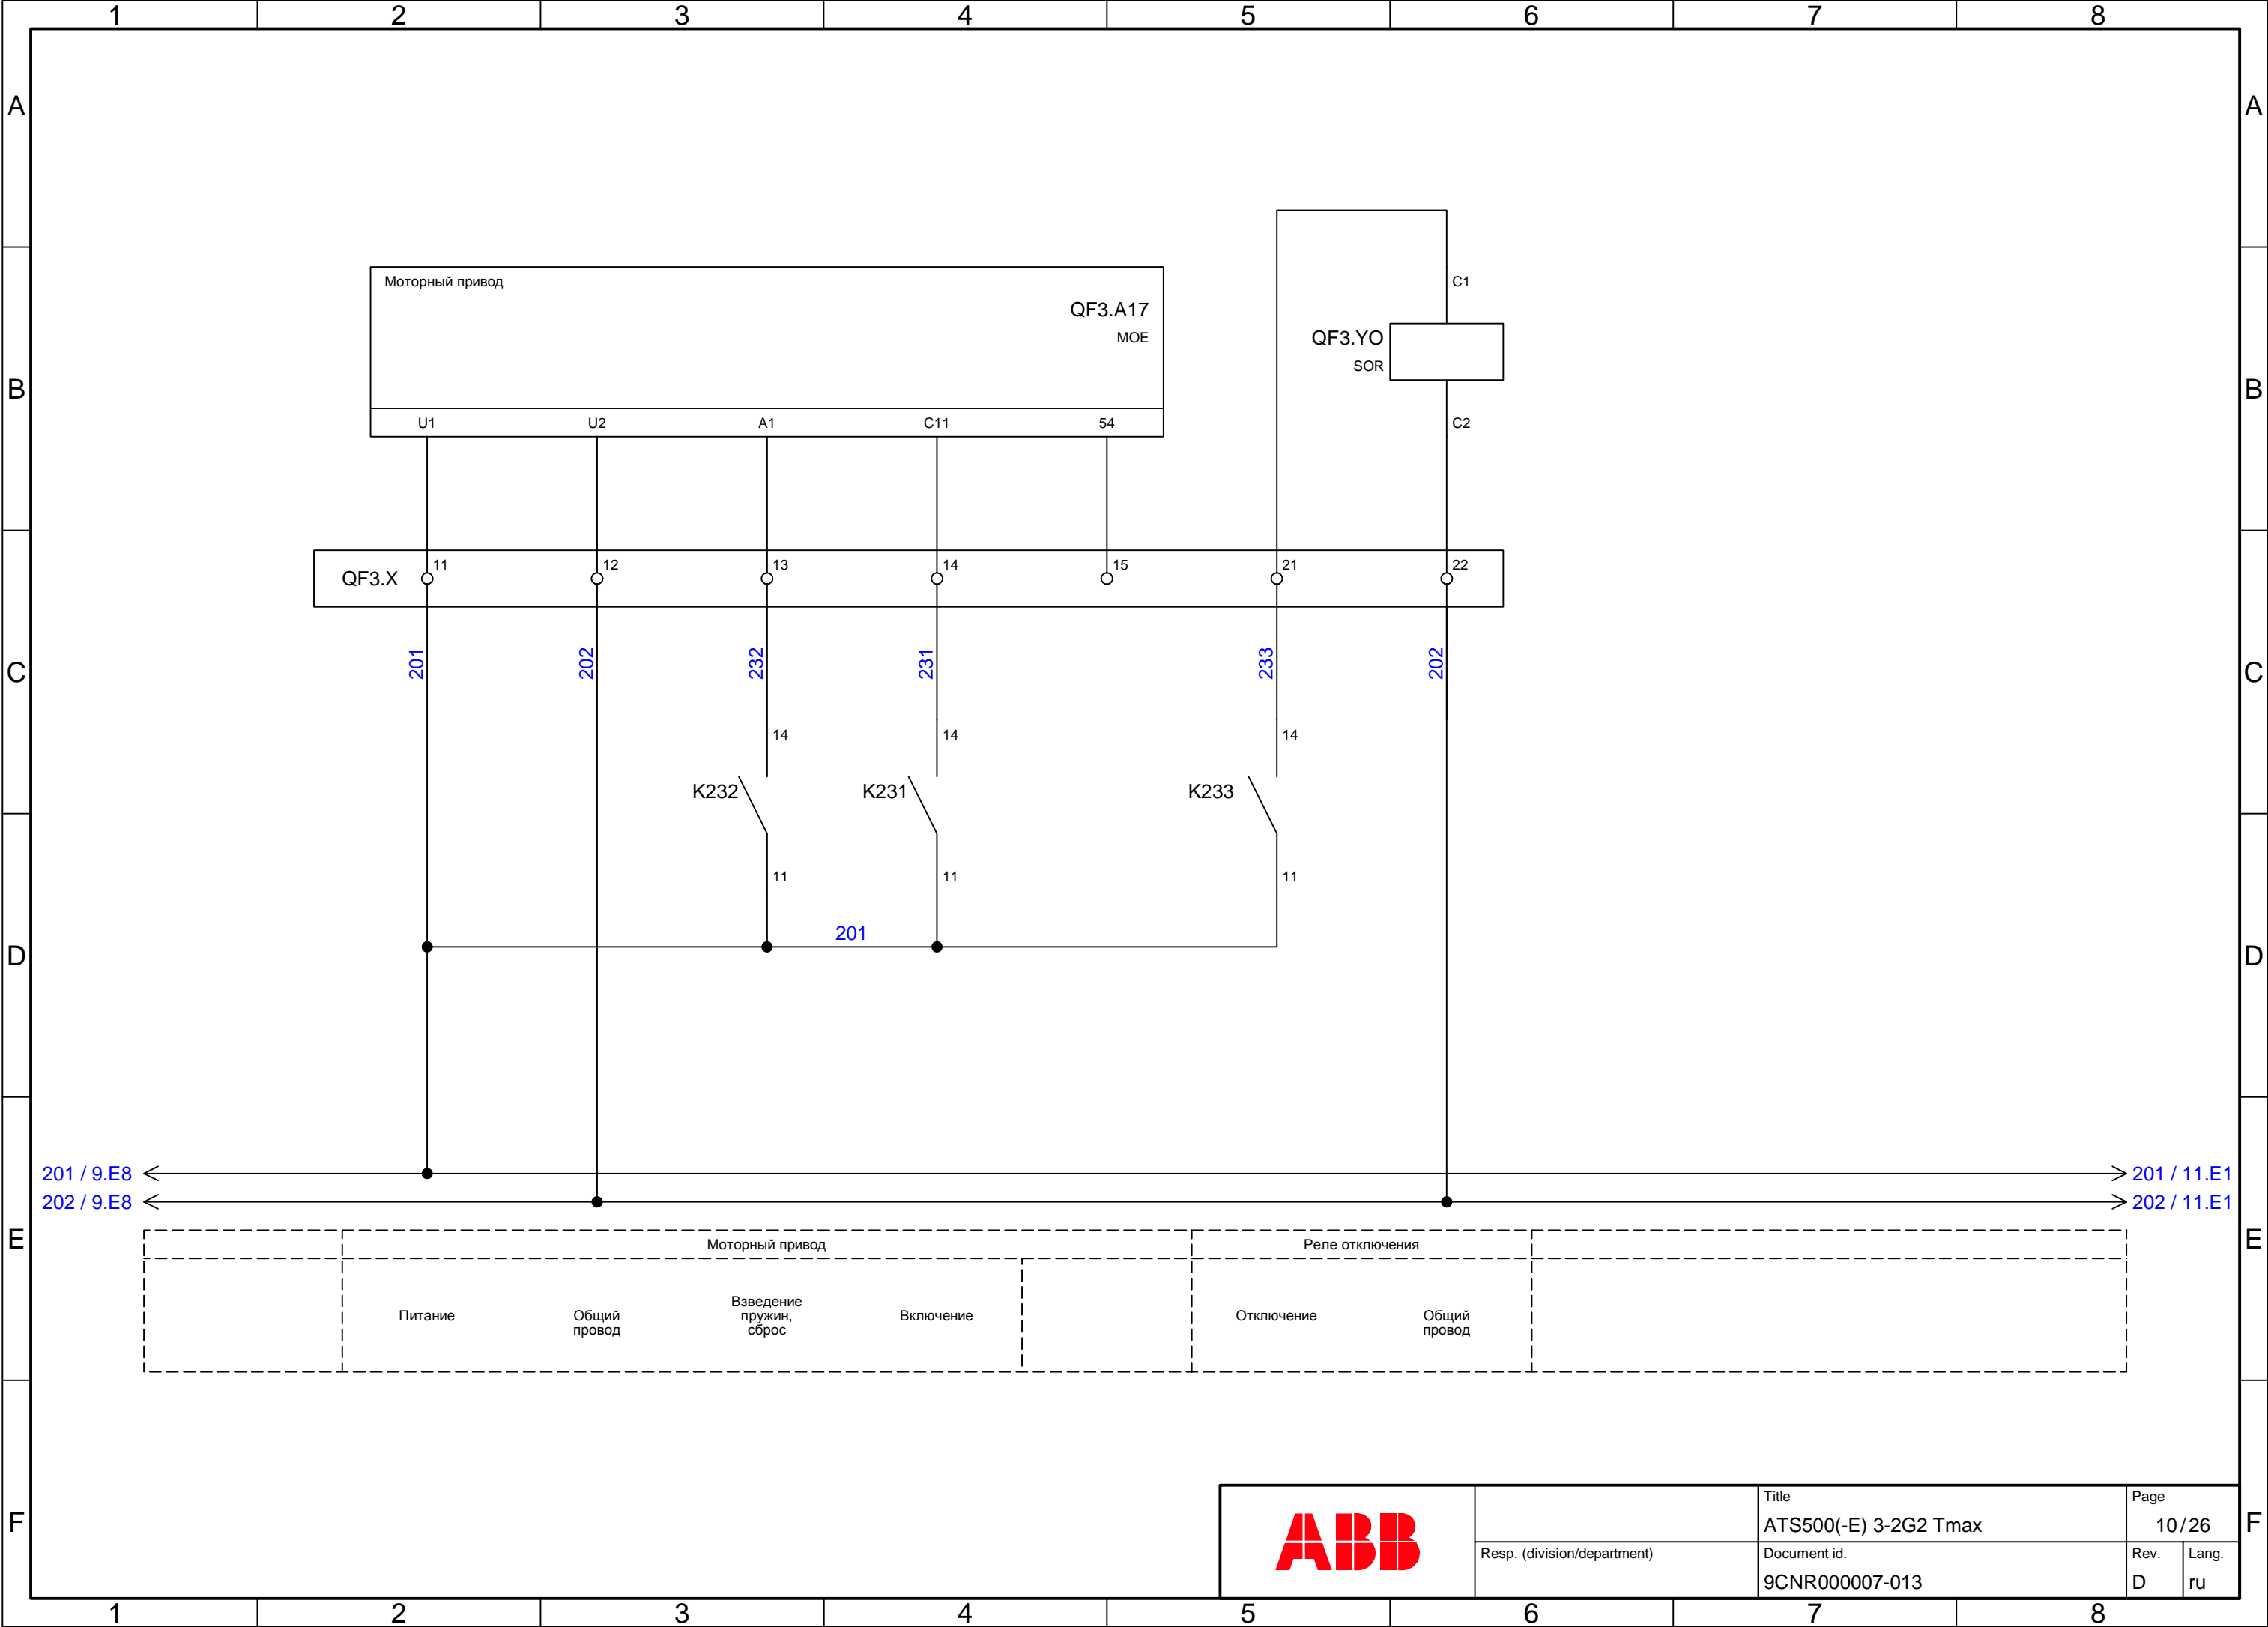 1 2 3 4 5 6 7 8
A A
Моторный привод
QF3.A17
MOE
C1
QF3.YO
SOR
B B
U1 U2 A1 C11 54
C2
QF3.X 11 12 13 14 15 21 22
201 202 232 231 233 202
C C
14 14 14
K232 K231 K233
11 11 11
201
D D
201 / 9.E8 201 / 11.E1
202 / 9.E8 202 / 11.E1
E E
Моторный привод Реле отключения
Питание
Общий
провод
Взведение
пружин,
сброс
Включение
Отключение
Общий
провод
F F
ABB
Resp. (division/department)
Title
ATS500(-E) 3-2G2 Tmax
Document id.
9CNR000007-013
Page
10/26
Rev. Lang.
D ru
1 2 3 4 5 6 7 8